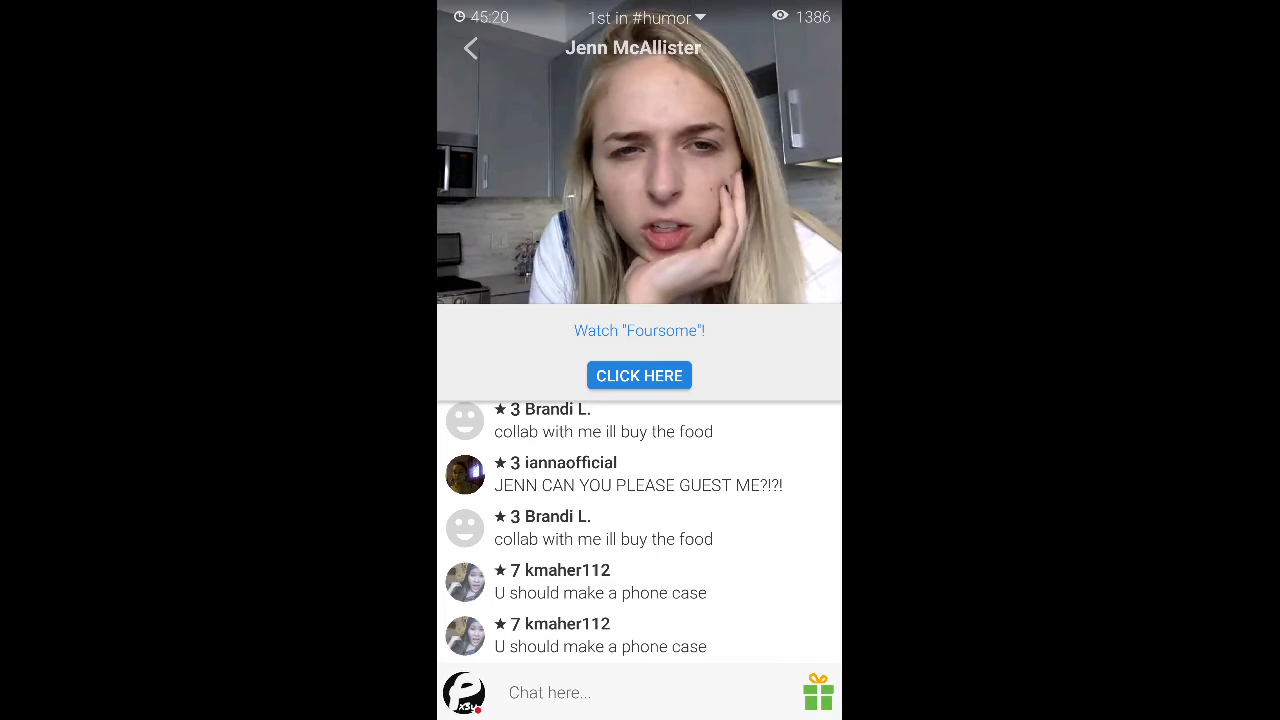 45:20 1st in #humor 1386
Jenn McAllister
Watch "Foursome"!
CLICK HERE
★ 3 Brandi L.
collab with me ill buy the food
★ 3 iannaofficial
JENN CAN YOU PLEASE GUEST ME?!?!
★ 3 Brandi L.
collab with me ill buy the food
★ 7 kmaher112
U should make a phone case
★ 7 kmaher112
U should make a phone case
Px3y
Chat here...